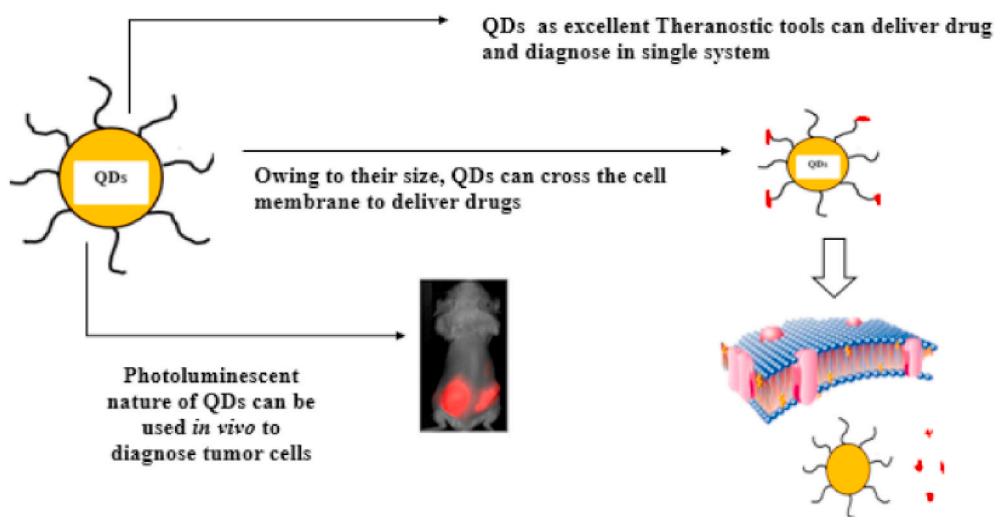 QDs as excellent Theranostic tools can deliver drug
and diagnose in single system
QDs
QDs
Owing to their size, QDs can cross the cell
membrane to deliver drugs
Photoluminescent
nature of QDs can be
used in vivo to
diagnose tumor cells